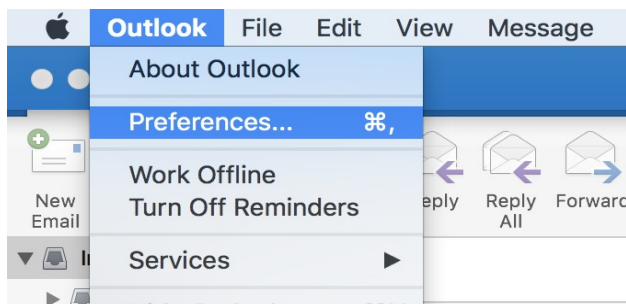 Outlook File Edit View Message
About Outlook
Preferences... ⌘,
Work Offline
Turn Off Reminders
New Email
eply
Reply All
Forward
Services ▶